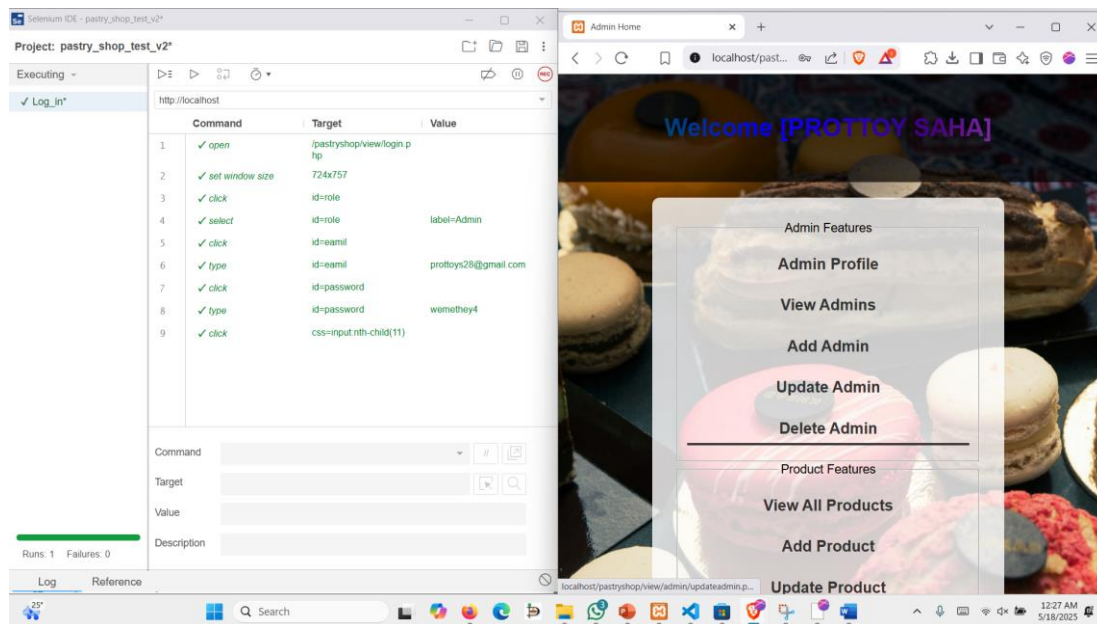 Selenium IDE - pastry_shop_test_v2*
Project: pastry_shop_test_v2*
Executing
✓ Log_in*
http://localhost
Command Target Value
1 ✓ open /pastryshop/view/login.p
hp
2 ✓ set window size 724x757
3 ✓ click id=role
4 ✓ select id=role label=Admin
5 ✓ click id=eamil
6 ✓ type id=eamil prottoys28@gmail.com
7 ✓ click id=password
8 ✓ type id=password wemethey4
9 ✓ click css=input:nth-child(11)
Command
//
Target
Value
Description
Runs: 1 Failures: 0
Log Reference
REC
Admin Home
localhost/past...
Welcome [PROTTOY SAHA]
Admin Features
Admin Profile
View Admins
Add Admin
Update Admin
Delete Admin
Product Features
View All Products
Add Product
Update Product
localhost/pastryshop/view/admin/updateadmin.p...
25°
Search
3
12:27 AM
5/18/2025